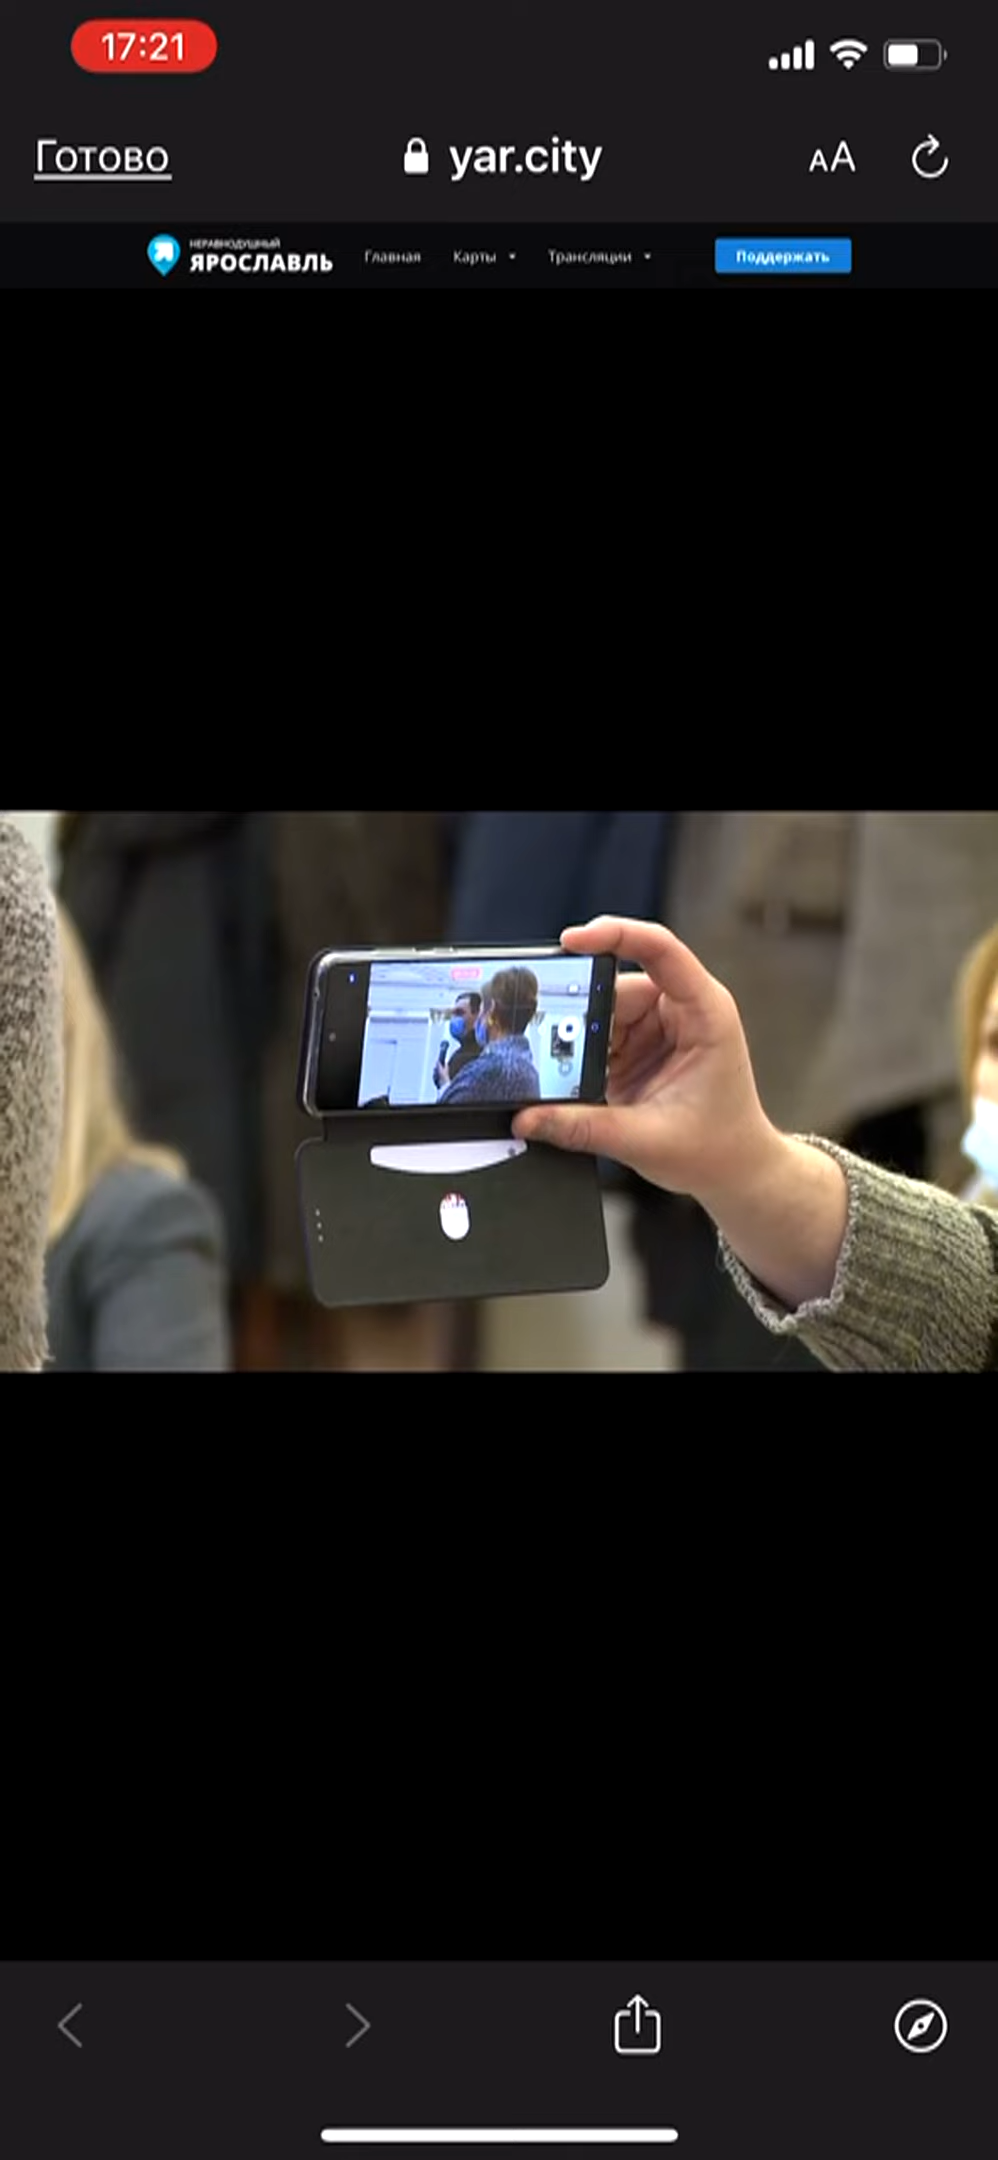 17:21
Готово
yar.city
AA
НЕРАВНОДУШНЫЙ
ЯРОСЛАВЛЬ
Главная
Карты
Трансляции
Поддержать